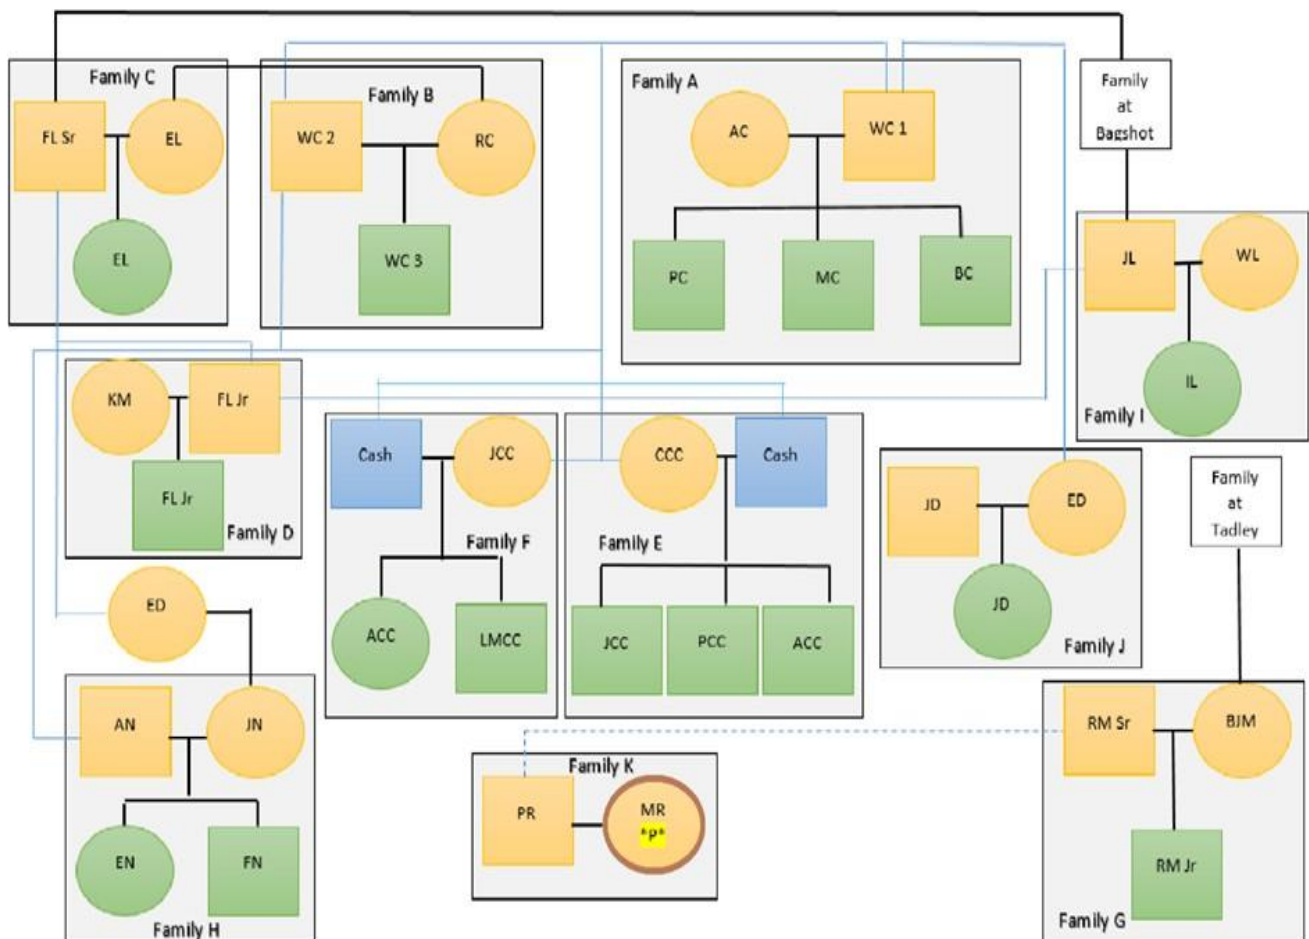 Family C
FL Sr
EL
EL
Family B
WC 2
RC
WC 3
Family A
AC
WC 1
PC
MC
BC
Family
at
Bagshot
JL
WL
IL
Family I
KM
FL Jr
FL Jr
Family D
Cash
JCC
Family F
ACC
LMCC
CCC
Cash
Family E
JCC
PCC
ACC
JD
ED
JD
Family J
Family
at
Tadley
ED
AN
JN
EN
FN
Family H
Family K
PR
MR
*P*
RM Sr
BJM
RM Jr
Family G